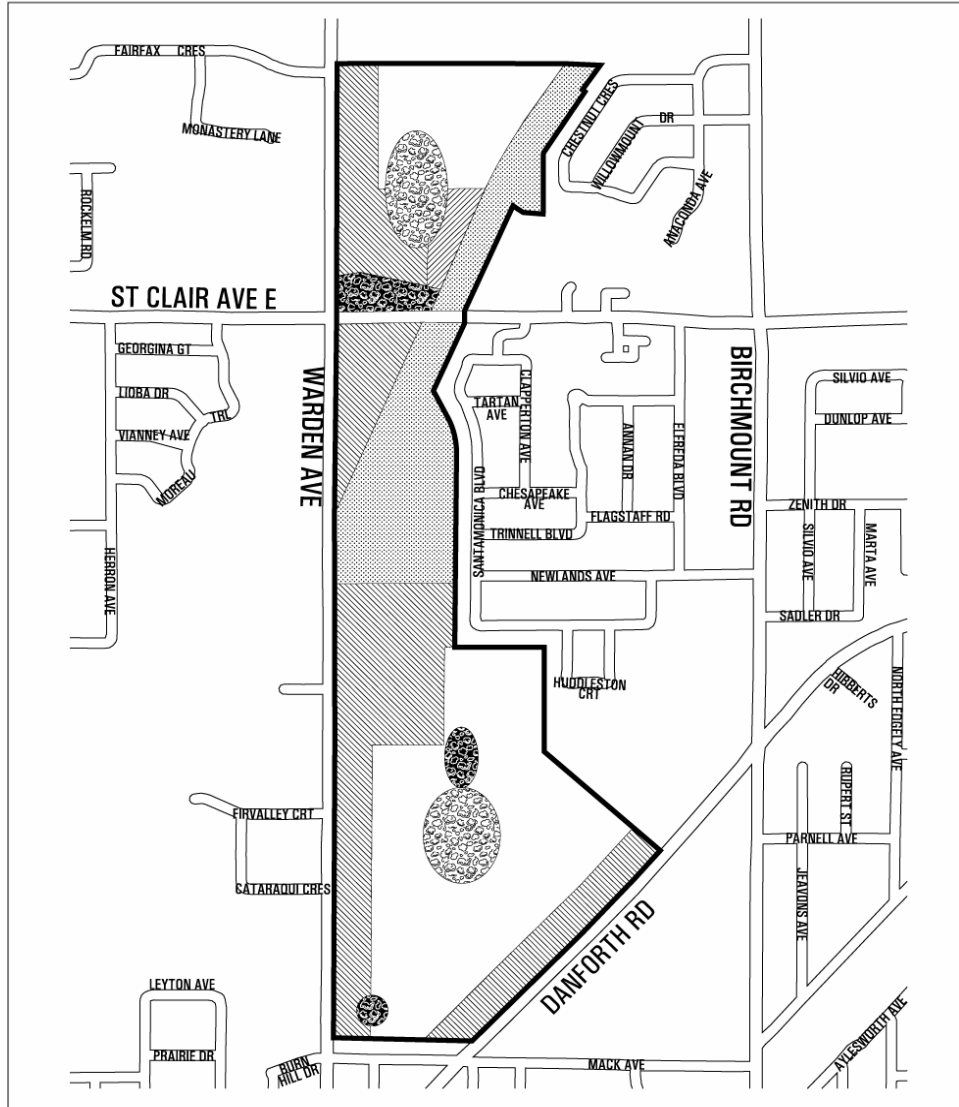 FAIRFAX CRES
MONASTERY LANE
ROCKELM RD
CHESTNUT CRES
WILLOWMOUNT DR
ANACONDA AVE
ST CLAIR AVE E
GEORGINA GT
LIOBA DR
TRL
VIANNEY AVE
MOREAU
HERRON AVE
WARDEN AVE
TARTAN
AVE
CLAPPERTON AVE
SANTAMONICA BLVD
CHESAPEAKE
AVE
TRINNELL BLVD
ANNAN DR
FLAGSTAFF RD
ELFREDA BLVD
NEWLANDS AVE
HUDDLESTON
CRT
BIRCHMOUNT RD
SILVIO AVE
DUNLOP AVE
ZENITH DR
SILVIO AVE
MARTA AVE
SADLER DR
HIBBERTS
DR
NORTH EDGELY AVE
RUPERT ST
PARNELL AVE
JEAVONS AVE
FIRVALLEY CRT
CATARAQUI CRES
DANFORTH RD
LEYTON AVE
PRAIRIE DR
BURN
HILL DR
MACK AVE
AYLESWORTH AVE